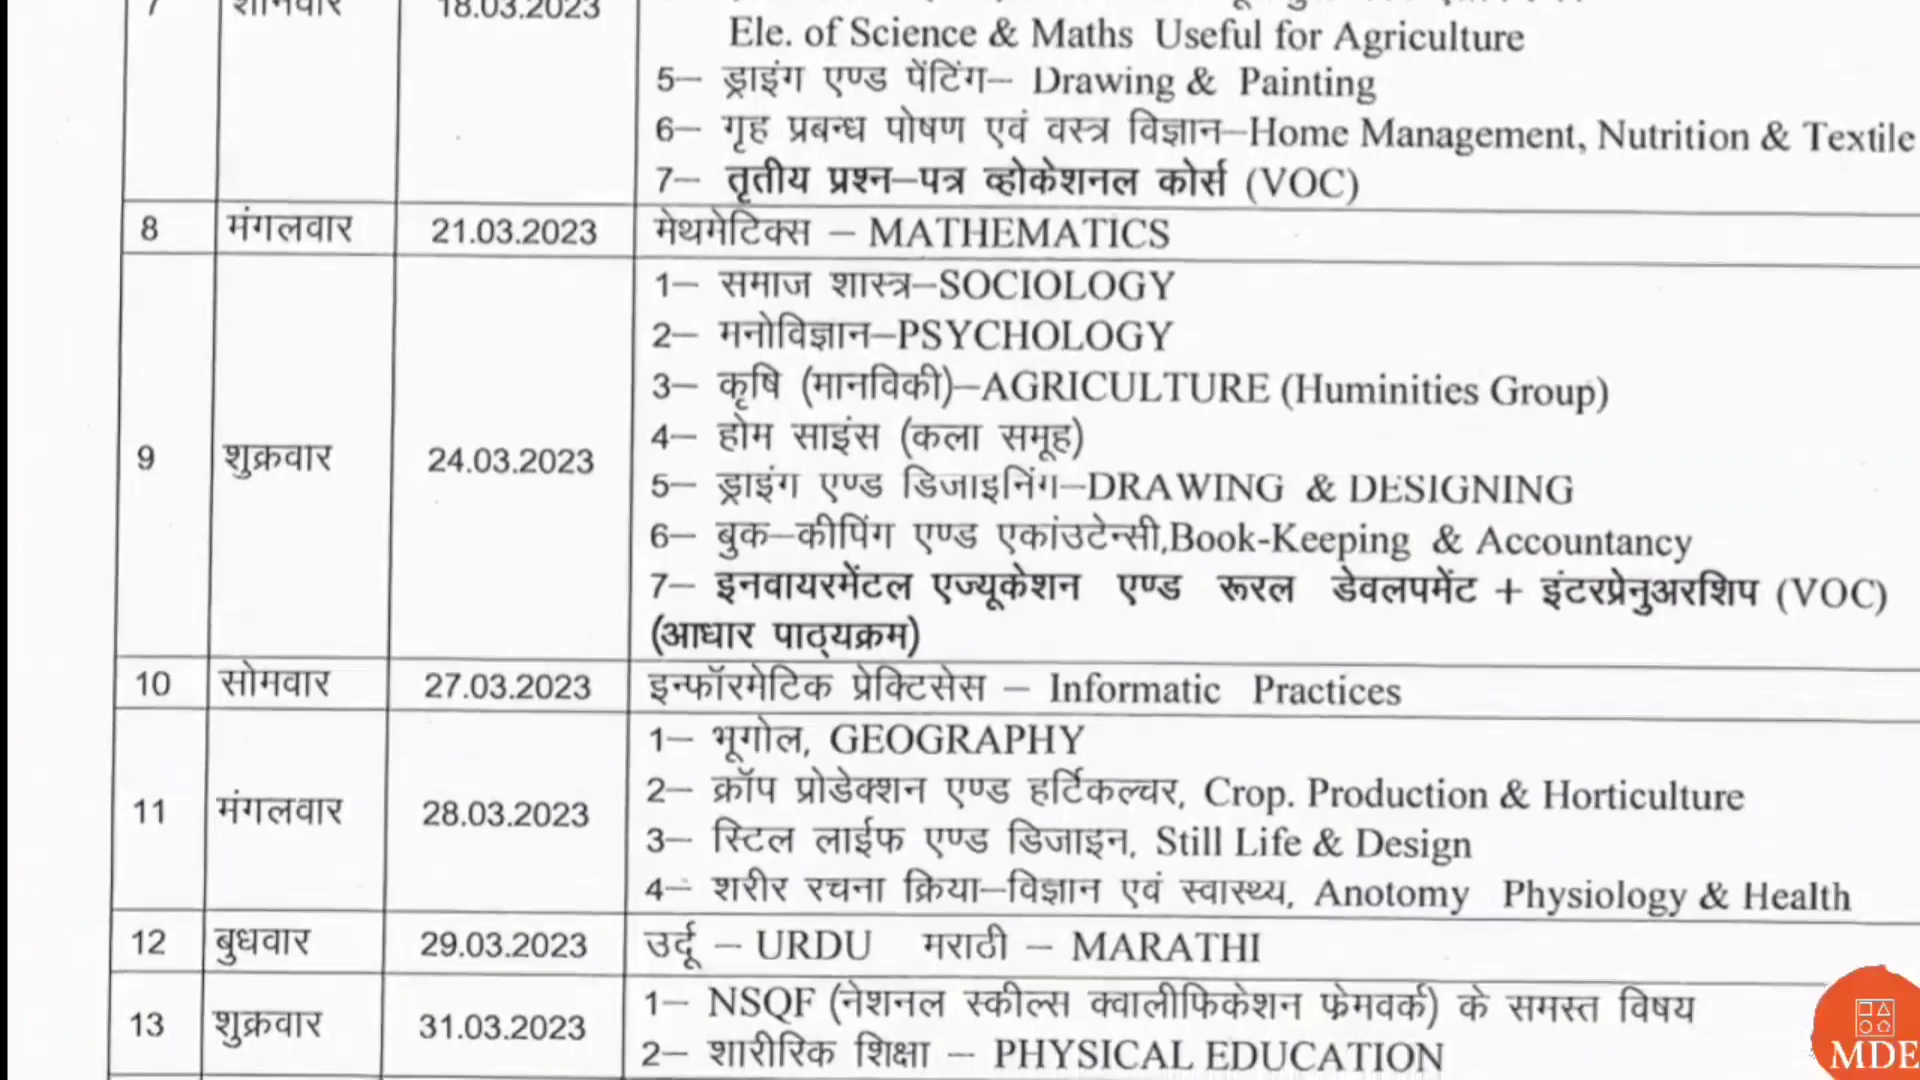 7 शनिवार 18.03.2023
Ele. of Science & Maths Useful for Agriculture
5– ड्राइंग एण्ड पेंटिंग– Drawing & Painting
6– गृह प्रबन्ध पोषण एवं वस्त्र विज्ञान–Home Management, Nutrition & Textile
7– तृतीय प्रश्न–पत्र व्होकेशनल कोर्स (VOC)
8 मंगलवार 21.03.2023 मेथमेटिक्स – MATHEMATICS
1– समाज शास्त्र–SOCIOLOGY
2– मनोविज्ञान–PSYCHOLOGY
3– कृषि (मानविकी)–AGRICULTURE (Huminities Group)
4– होम साइंस (कला समूह)
9 शुक्रवार 24.03.2023
5– ड्राइंग एण्ड डिजाइनिंग–DRAWING & DESIGNING
6– बुक–कीपिंग एण्ड एकांउटेन्सी,Book-Keeping & Accountancy
7– इनवायरमेंटल एज्यूकेशन एण्ड रूरल डेवलपमेंट + इंटरप्रेनुअरशिप (VOC)
(आधार पाठ्यक्रम)
10 सोमवार 27.03.2023 इन्फॉरमेटिक प्रेक्टिसेस – Informatic Practices
1– भूगोल, GEOGRAPHY
2– क्रॉप प्रोडेक्शन एण्ड हर्टिकल्चर, Crop. Production & Horticulture
11 मंगलवार 28.03.2023
3– स्टिल लाईफ एण्ड डिजाइन, Still Life & Design
4– शरीर रचना क्रिया–विज्ञान एवं स्वास्थ्य, Anotomy Physiology & Health
12 बुधवार 29.03.2023 उर्दू – URDU मराठी – MARATHI
13 शुक्रवार 31.03.2023
1– NSQF (नेशनल स्कील्स क्वालीफिकेशन फ्रेमवर्क) के समस्त विषय
2– शारीरिक शिक्षा – PHYSICAL EDUCATION
MDE